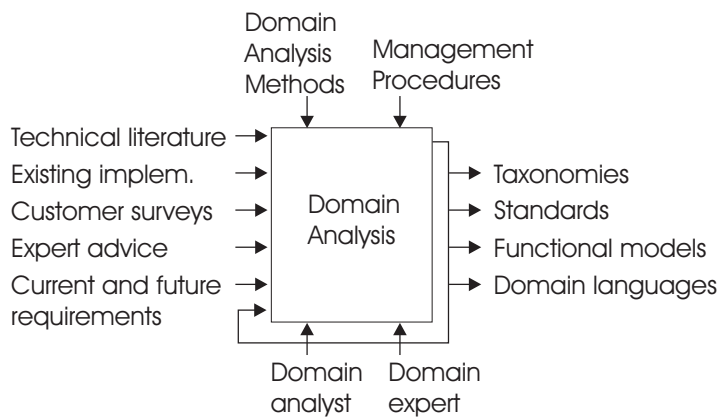 Domain
Analysis
Methods
Management
Procedures
Technical literature
Existing implem.
Customer surveys
Expert advice
Current and future
requirements
Domain
Analysis
Taxonomies
Standards
Functional models
Domain languages
Domain
analyst
Domain
expert